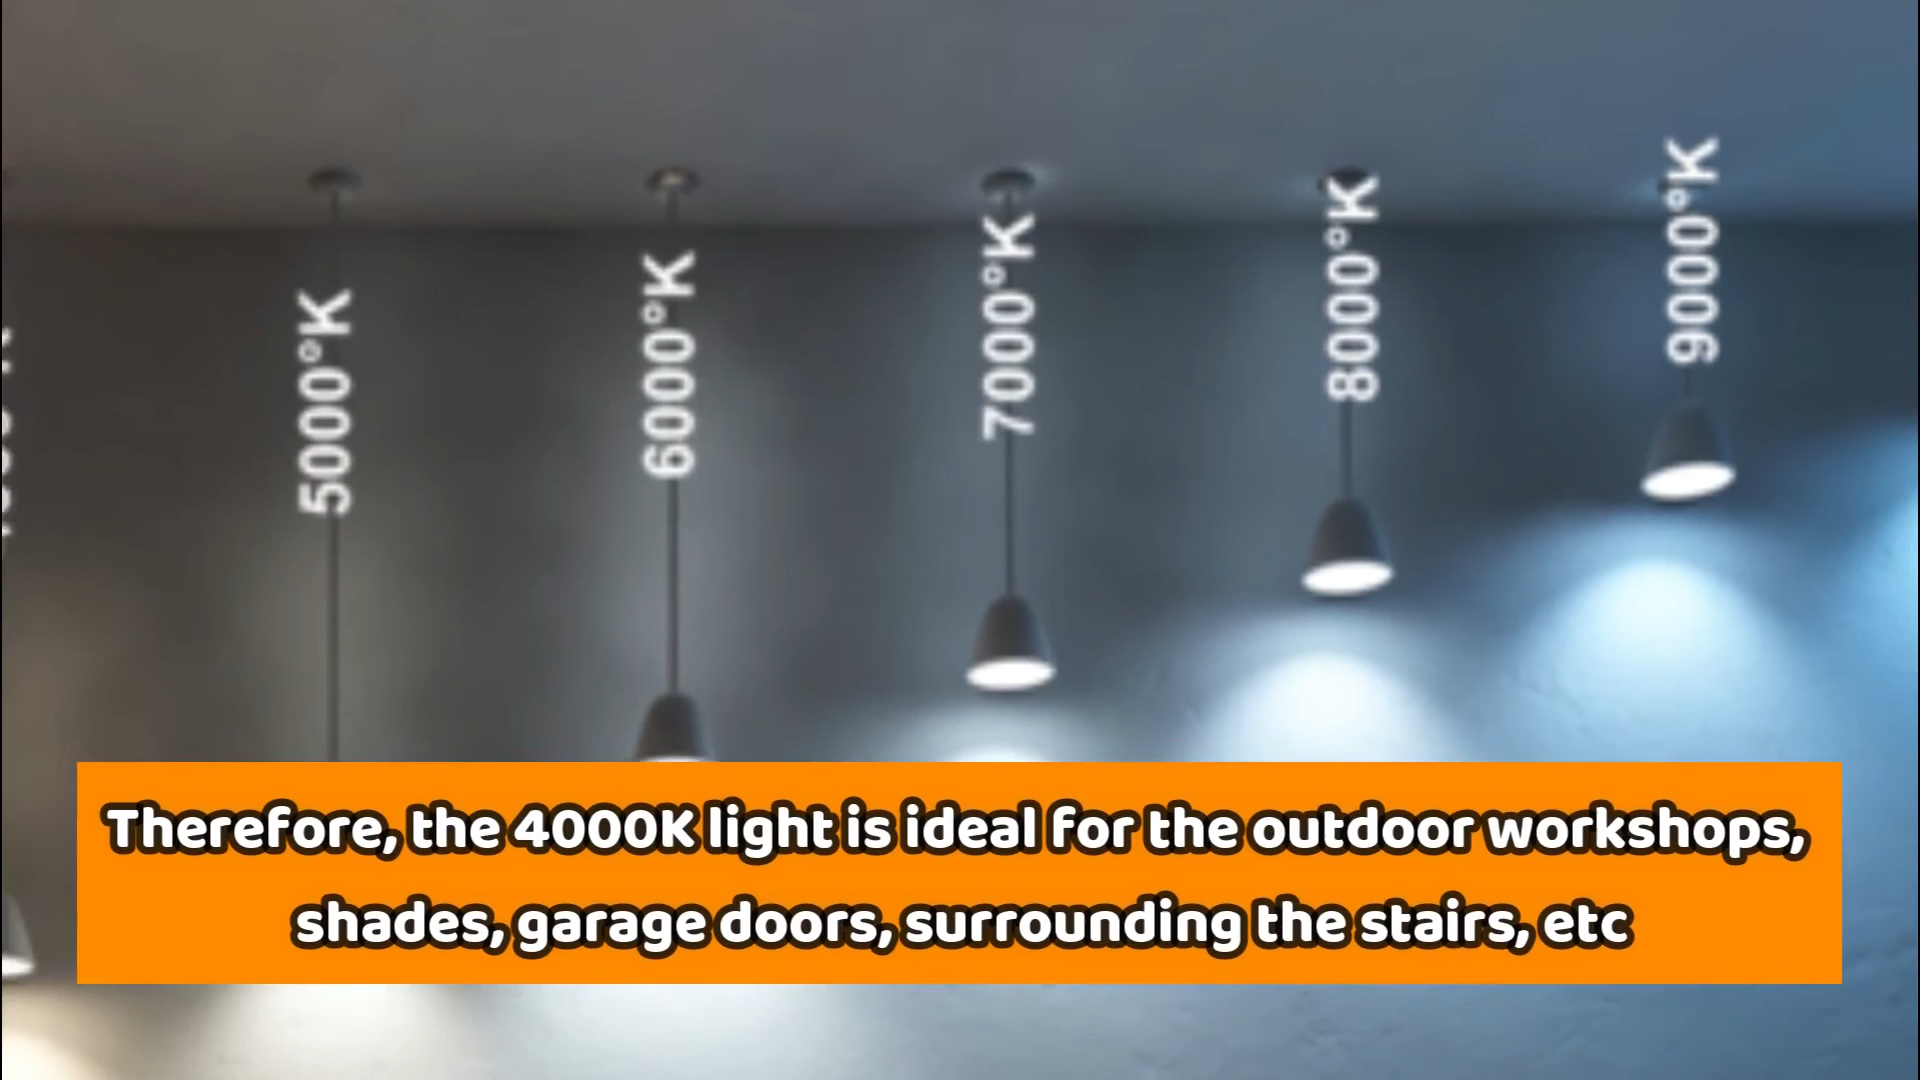 5000°K
6000°K
7000°K
8000°K
9000°K
Therefore, the 4000K light is ideal for the outdoor workshops,
shades, garage doors, surrounding the stairs, etc